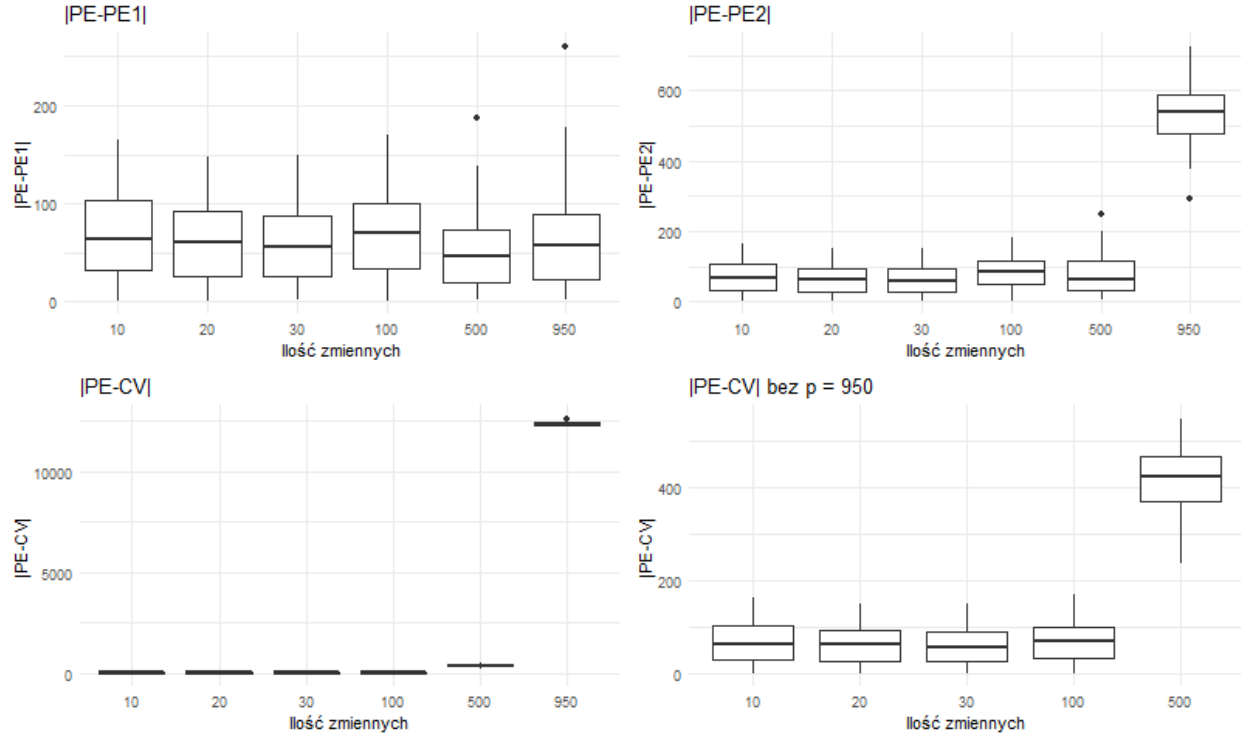 |PE-PE1|
|PE-PE1|
200
100
0
10 20 30 100 500 950
Ilość zmiennych
|PE-PE2|
|PE-PE2|
600
400
200
0
10 20 30 100 500 950
Ilość zmiennych
|PE-CV|
|PE-CV|
10000
5000
0
10 20 30 100 500 950
Ilość zmiennych
|PE-CV| bez p = 950
|PE-CV|
400
200
0
10 20 30 100 500
Ilość zmiennych